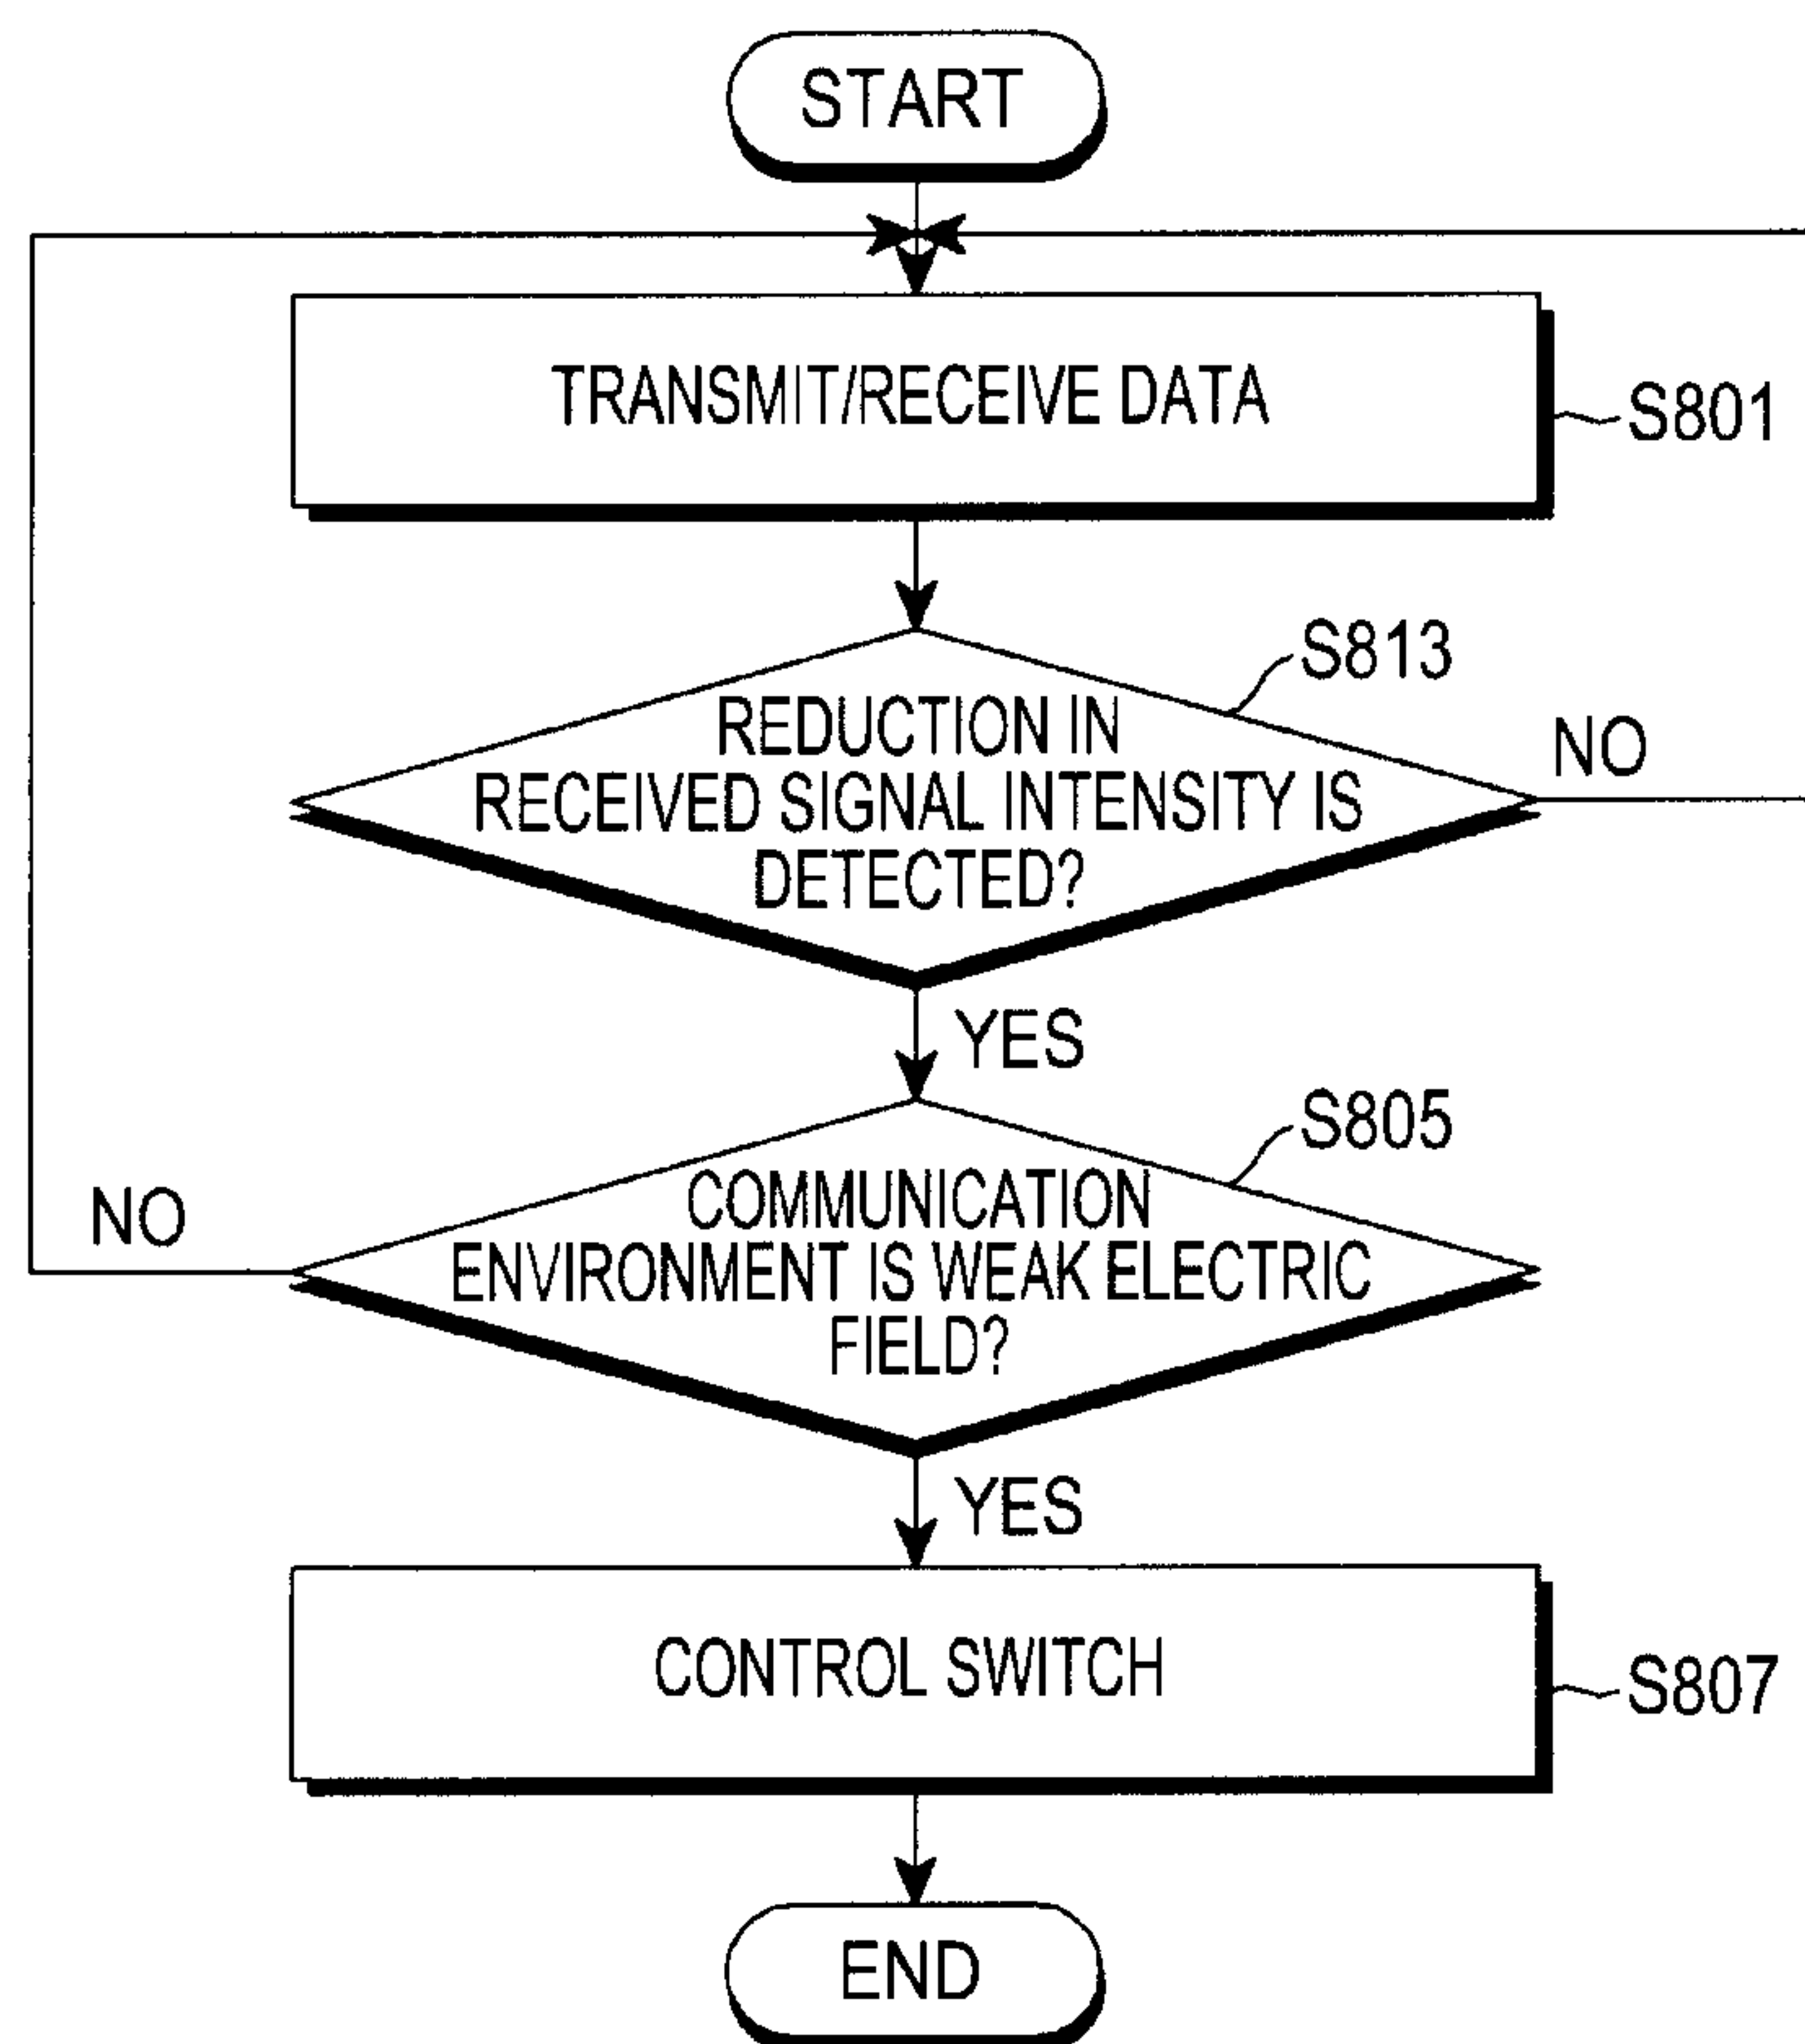 START
TRANSMIT/RECEIVE DATA
S801
S813
REDUCTION IN
RECEIVED SIGNAL INTENSITY IS
DETECTED?
NO
YES
S805
COMMUNICATION
ENVIRONMENT IS WEAK ELECTRIC
FIELD?
NO
YES
CONTROL SWITCH
S807
END